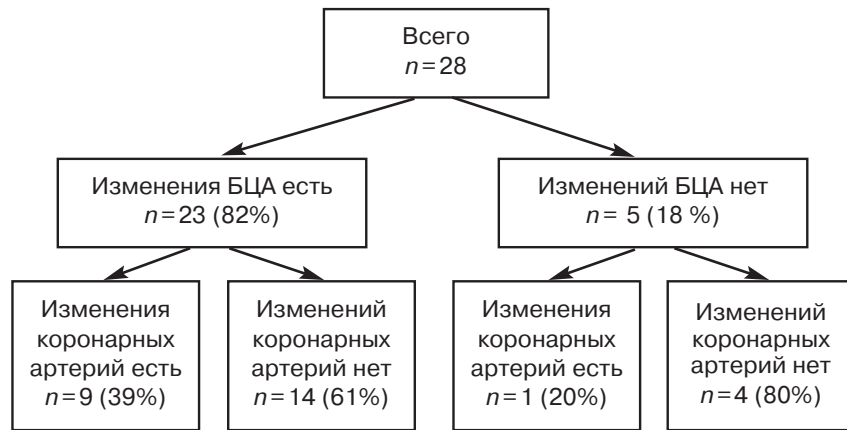 Всего
n=28
Изменения БЦА есть
n=23 (82%)
Изменений БЦА нет
n= 5 (18 %)
Изменения
коронарных
артерий есть
n=9 (39%)
Изменений
коронарных
артерий нет
n=14 (61%)
Изменения
коронарных
артерий есть
n=1 (20%)
Изменений
коронарных
артерий нет
n=4 (80%)